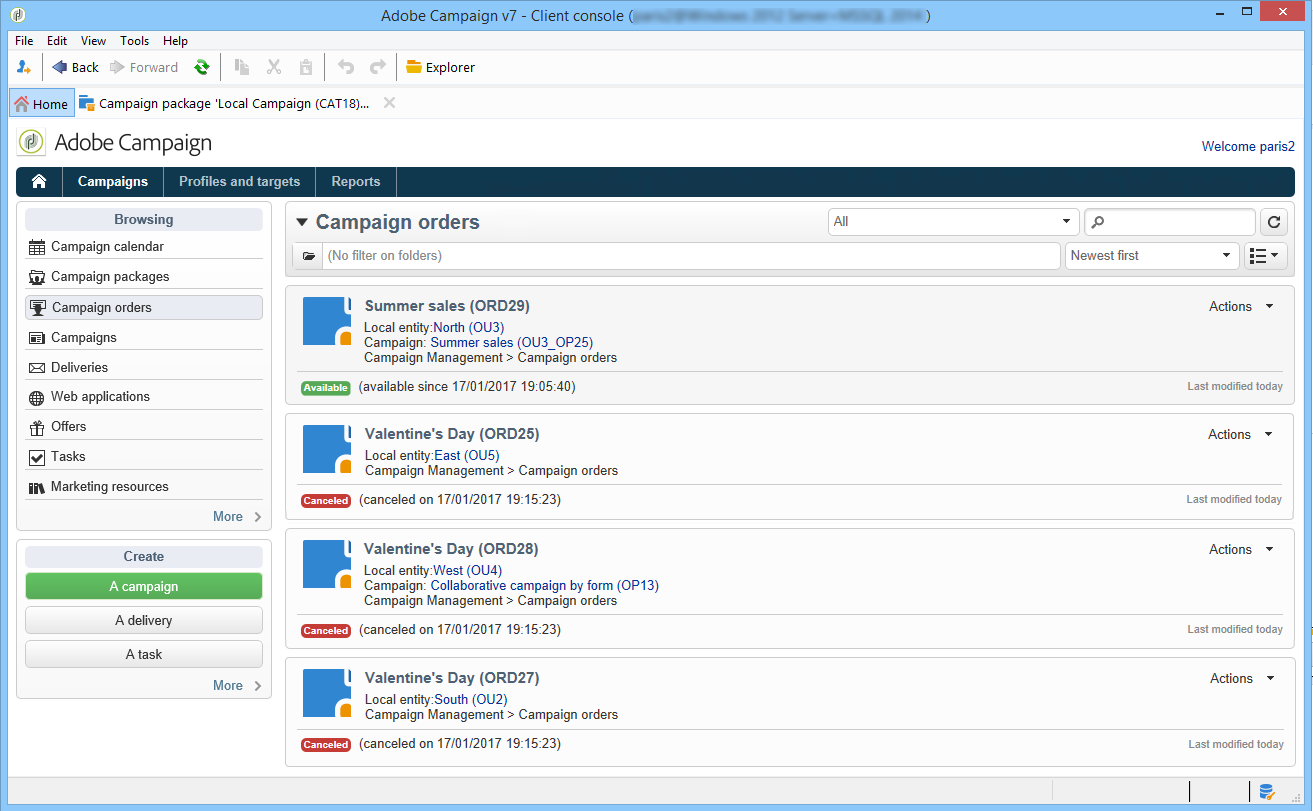 Adobe Campaign v7 - Client console ( )
File Edit View Tools Help
Back Forward Explorer
Home Campaign package 'Local Campaign (CAT18)...
Adobe Campaign
Welcome paris2
Campaigns Profiles and targets Reports
Browsing
Campaign calendar
Campaign packages
Campaign orders
Campaigns
Deliveries
Web applications
Offers
Tasks
Marketing resources
More
Create
A campaign
A delivery
A task
More
Campaign orders
All
(No filter on folders)
Newest first
Summer sales (ORD29)
Actions
Local entity:North (OU3)
Campaign: Summer sales (OU3_OP25)
Campaign Management > Campaign orders
Available (available since 17/01/2017 19:05:40)
Last modified today
Valentine's Day (ORD25)
Actions
Local entity:East (OU5)
Campaign Management > Campaign orders
Canceled (canceled on 17/01/2017 19:15:23)
Last modified today
Valentine's Day (ORD28)
Actions
Local entity:West (OU4)
Campaign: Collaborative campaign by form (OP13)
Campaign Management > Campaign orders
Canceled (canceled on 17/01/2017 19:15:23)
Last modified today
Valentine's Day (ORD27)
Actions
Local entity:South (OU2)
Campaign Management > Campaign orders
Canceled (canceled on 17/01/2017 19:15:23)
Last modified today